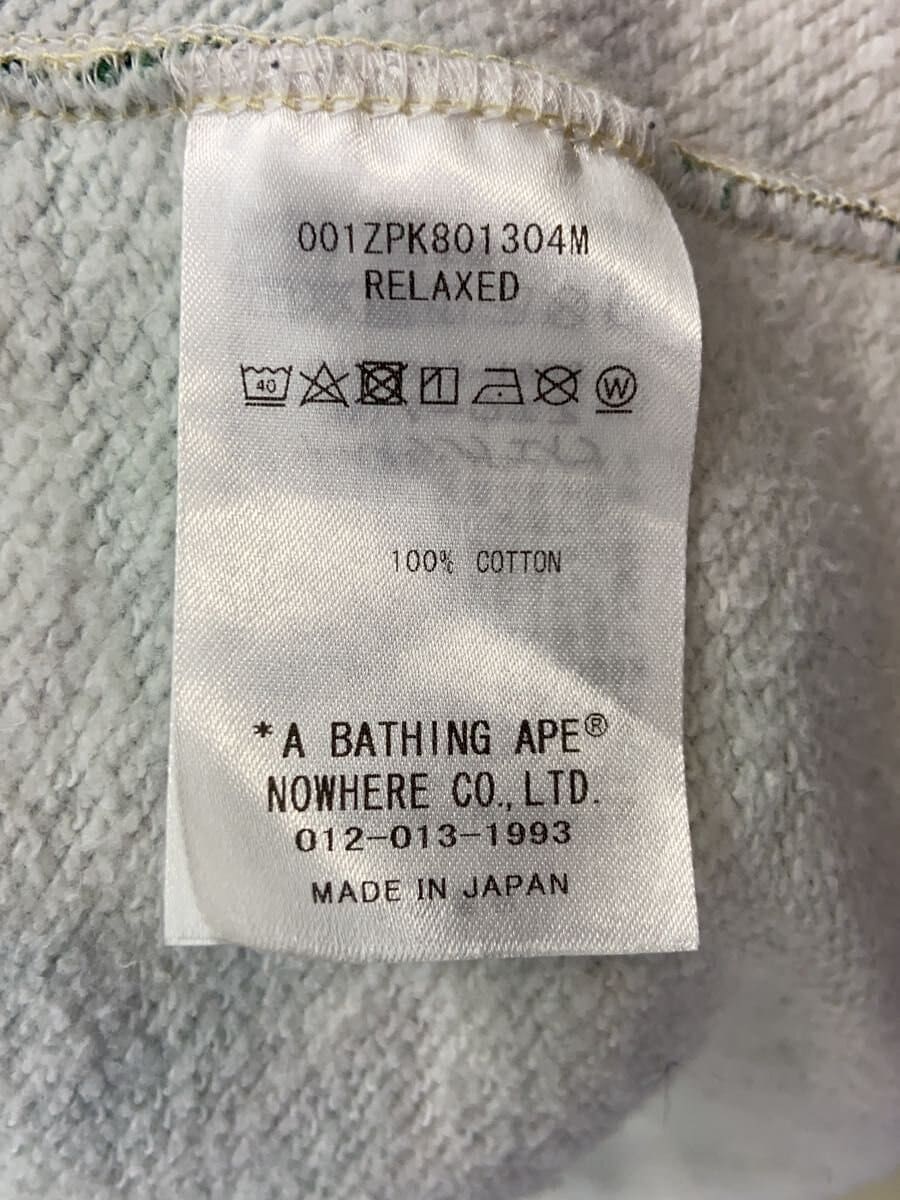 001ZPK801304M
RELAXED
40 W
100% COTTON
*A BATHING APE®
NOWHERE CO., LTD.
012-013-1993
MADE IN JAPAN